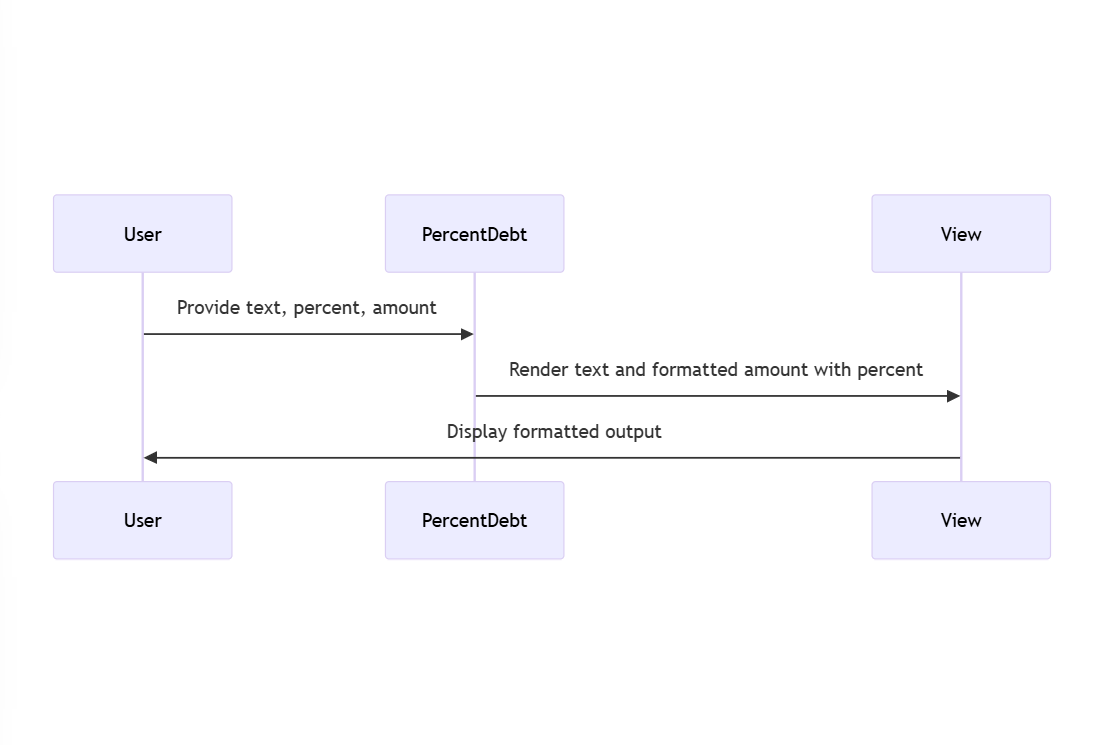 User
PercentDebt
View
Provide text, percent, amount
Render text and formatted amount with percent
Display formatted output
User
PercentDebt
View